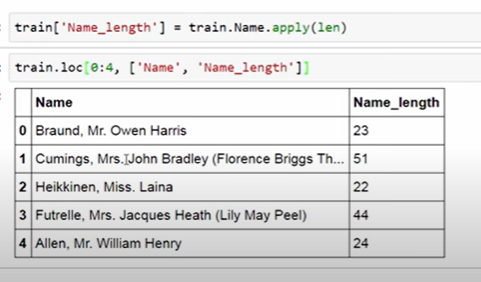 train['Name_length'] = train.Name.apply(len)
train.loc[0:4, ['Name', 'Name_length']]
Name Name_length
0 Braund, Mr. Owen Harris 23
1 Cumings, Mrs. John Bradley (Florence Briggs Th... 51
2 Heikkinen, Miss. Laina 22
3 Futrelle, Mrs. Jacques Heath (Lily May Peel) 44
4 Allen, Mr. William Henry 24